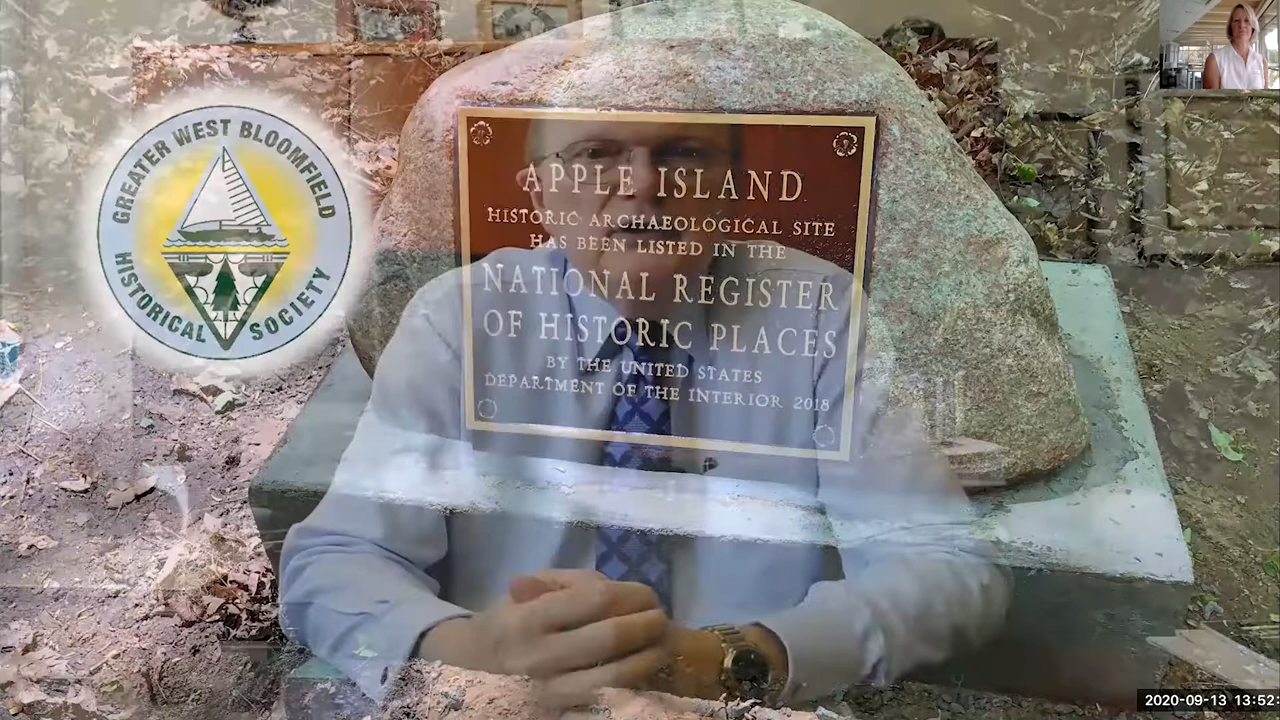 GREATER WEST BLOOMFIELD
HISTORICAL SOCIETY
APPLE ISLAND
HISTORIC ARCHAEOLOGICAL SITE
HAS BEEN LISTED IN THE
NATIONAL REGISTER
OF HISTORIC PLACES
BY THE UNITED STATES
DEPARTMENT OF THE INTERIOR 2018
2020-09-13 13:52: